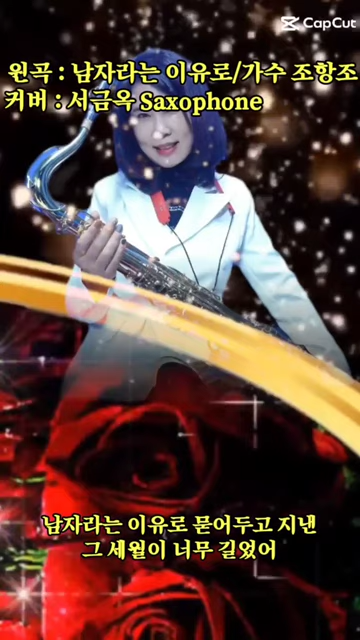 CapCut
원곡 : 남자라는 이유로/가수 조항조
커버 : 서금옥 Saxophone
남자라는 이유로 묻어두고 지낸
그 세월이 너무 길었어